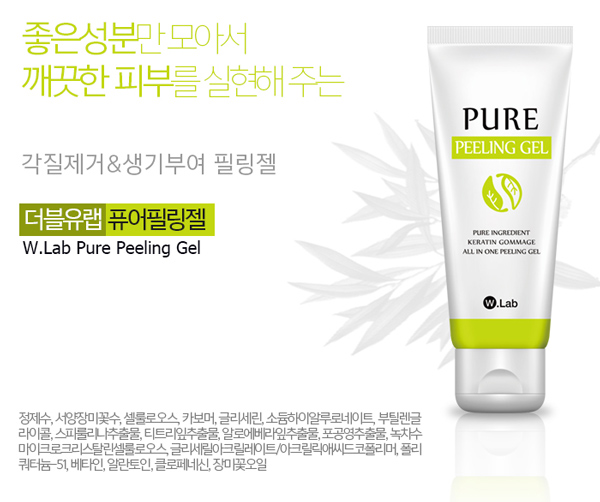 좋은성분만 모아서
깨끗한 피부를 실현해 주는
각질제거&생기부여 필링젤
더블유랩 퓨어필링젤
W.Lab Pure Peeling Gel
PURE
PEELING GEL
PURE INGREDIENT
KERATIN GOMMAGE
ALL IN ONE PEELING GEL
W.Lab
정제수, 서양장미꽃수, 셀룰로오스, 카보머, 글리세린, 소듐하이알루로네이트, 부틸렌글
라이콜, 스피룰리나추출물, 티트리잎추출물, 알로에베라잎추출물, 포공영추출물, 녹차수
마이크로크리스탈린셀룰로오스, 글리세릴아크릴레이트/아크릴릭애씨드코폴리머, 폴리
쿼터늄-51, 베타인, 알란토인, 클로페네신, 장미꽃오일